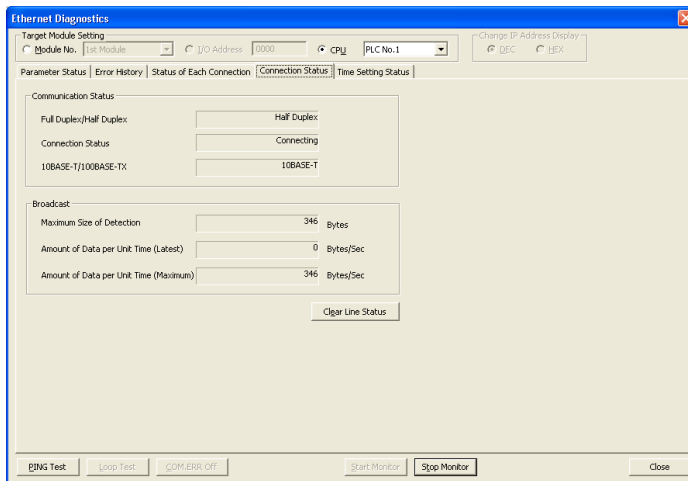 Ethernet Diagnostics
Target Module Setting
Module No. 1st Module I/O Address 0000 CPU PLC No.1
Change IP Address Display
DEC HEX
Parameter Status Error History Status of Each Connection Connection Status Time Setting Status
Communication Status
Full Duplex/Half Duplex Half Duplex
Connection Status Connecting
10BASE-T/100BASE-TX 10BASE-T
Broadcast
Maximum Size of Detection 346 Bytes
Amount of Data per Unit Time (Latest) 0 Bytes/Sec
Amount of Data per Unit Time (Maximum) 346 Bytes/Sec
Clear Line Status
PING Test Loop Test COM.ERR Off Start Monitor Stop Monitor Close